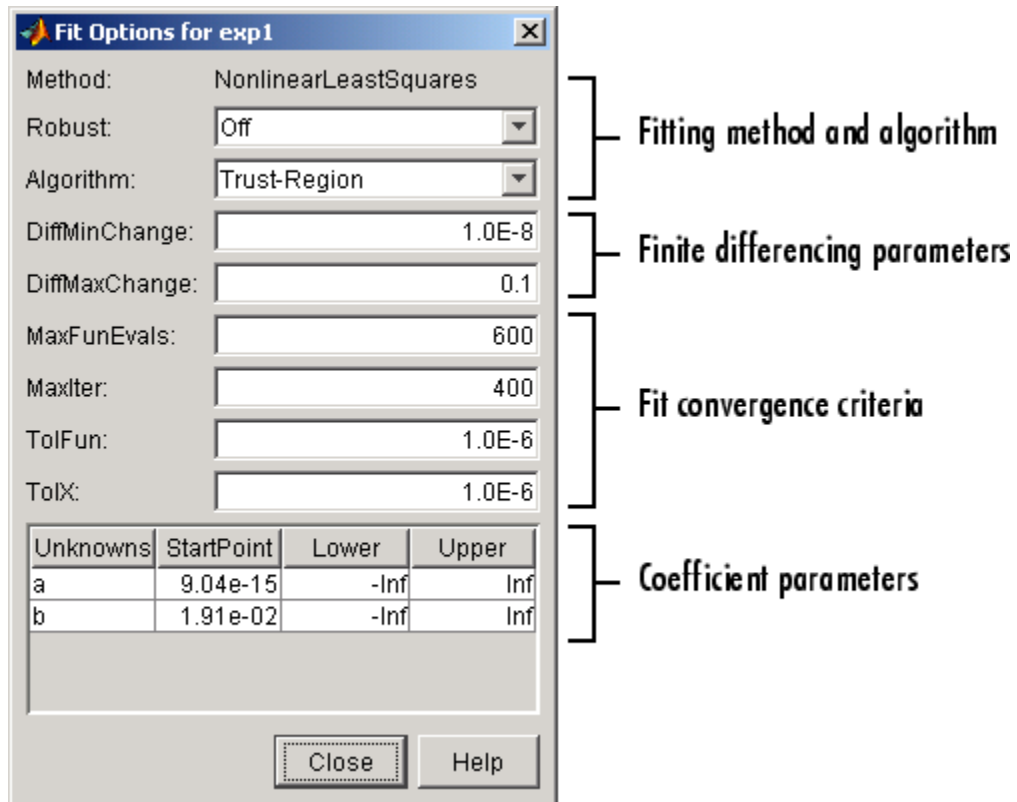 Fit Options for exp1
Method: NonlinearLeastSquares
Robust: Off
Algorithm: Trust-Region
Fitting method and algorithm
DiffMinChange: 1.0E-8
DiffMaxChange: 0.1
Finite differencing parameters
MaxFunEvals: 600
MaxIter: 400
TolFun: 1.0E-6
TolX: 1.0E-6
Fit convergence criteria
Unknowns StartPoint Lower Upper
a 9.04e-15 -Inf Inf
b 1.91e-02 -Inf Inf
Coefficient parameters
Close Help